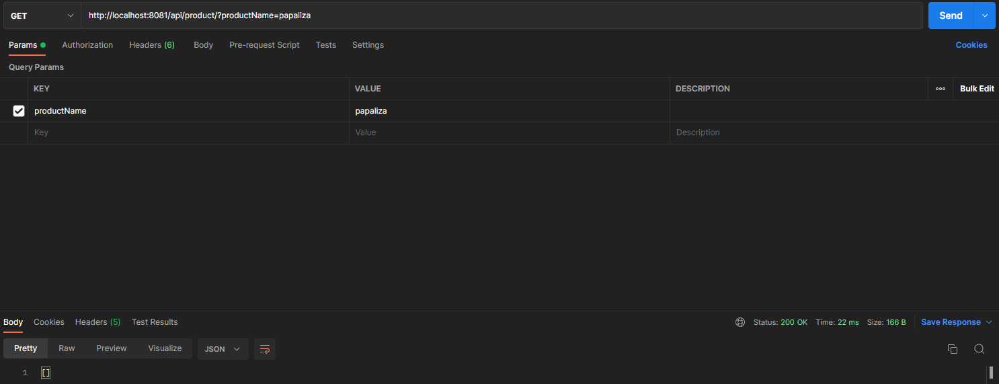 GET http://localhost:8081/api/product/?productName=papaliza Send
Params Authorization Headers (6) Body Pre-request Script Tests Settings Cookies
Query Params
KEY VALUE DESCRIPTION Bulk Edit
productName papaliza
Key Value Description
Body Cookies Headers (5) Test Results Status: 200 OK Time: 22 ms Size: 166 B Save Response
Pretty Raw Preview Visualize JSON
1 []